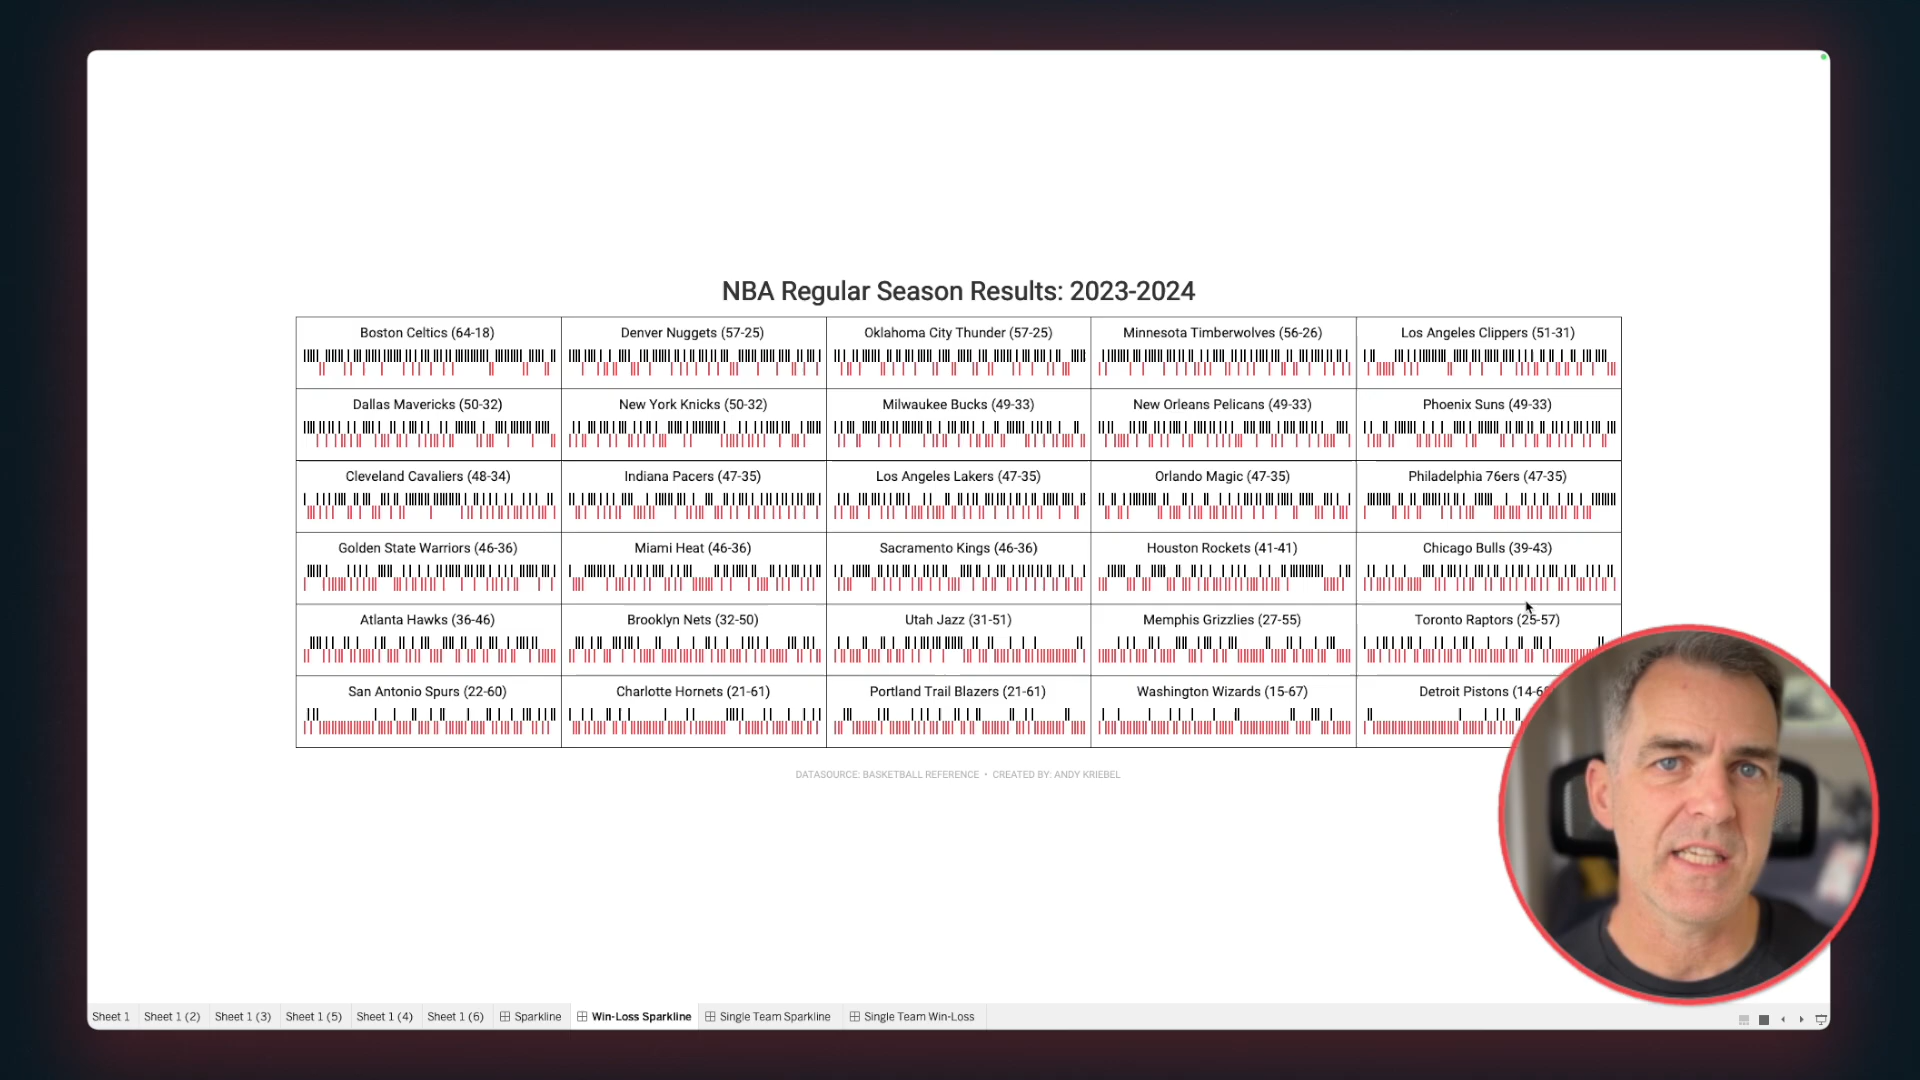 NBA Regular Season Results: 2023-2024
Boston Celtics (64-18)
Denver Nuggets (57-25)
Oklahoma City Thunder (57-25)
Minnesota Timberwolves (56-26)
Los Angeles Clippers (51-31)
Dallas Mavericks (50-32)
New York Knicks (50-32)
Milwaukee Bucks (49-33)
New Orleans Pelicans (49-33)
Phoenix Suns (49-33)
Cleveland Cavaliers (48-34)
Indiana Pacers (47-35)
Los Angeles Lakers (47-35)
Orlando Magic (47-35)
Philadelphia 76ers (47-35)
Golden State Warriors (46-36)
Miami Heat (46-36)
Sacramento Kings (46-36)
Houston Rockets (41-41)
Chicago Bulls (39-43)
Atlanta Hawks (36-46)
Brooklyn Nets (32-50)
Utah Jazz (31-51)
Memphis Grizzlies (27-55)
Toronto Raptors (25-57)
San Antonio Spurs (22-60)
Charlotte Hornets (21-61)
Portland Trail Blazers (21-61)
Washington Wizards (15-67)
Detroit Pistons
DATASOURCE: BASKETBALL REFERENCE • CREATED BY: ANDY KRIEBEL
Sheet 1 Sheet 1 (2) Sheet 1 (3) Sheet 1 (5) Sheet 1 (4) Sheet 1 (6) Sparkline Win-Loss Sparkline Single Team Sparkline Single Team Win-Loss